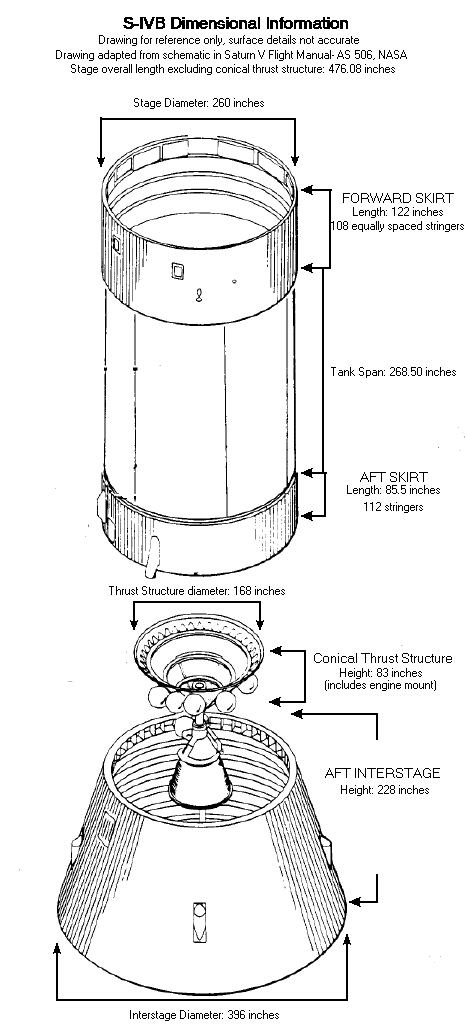 S-IVB Dimensional Information
Drawing for reference only, surface details not accurate
Drawing adapted from schematic in Saturn V Flight Manual- AS 506, NASA
Stage overall length excluding conical thrust structure: 476.08 inches
Stage Diameter: 260 inches
FORWARD SKIRT
Length: 122 inches
108 equally spaced stringers
Tank Span: 268.50 inches
AFT SKIRT
Length: 85.5 inches
112 stringers
Thrust Structure diameter: 168 inches
Conical Thrust Structure
Height: 83 inches
(includes engine mount)
AFT INTERSTAGE
Height: 228 inches
Interstage Diameter: 396 inches